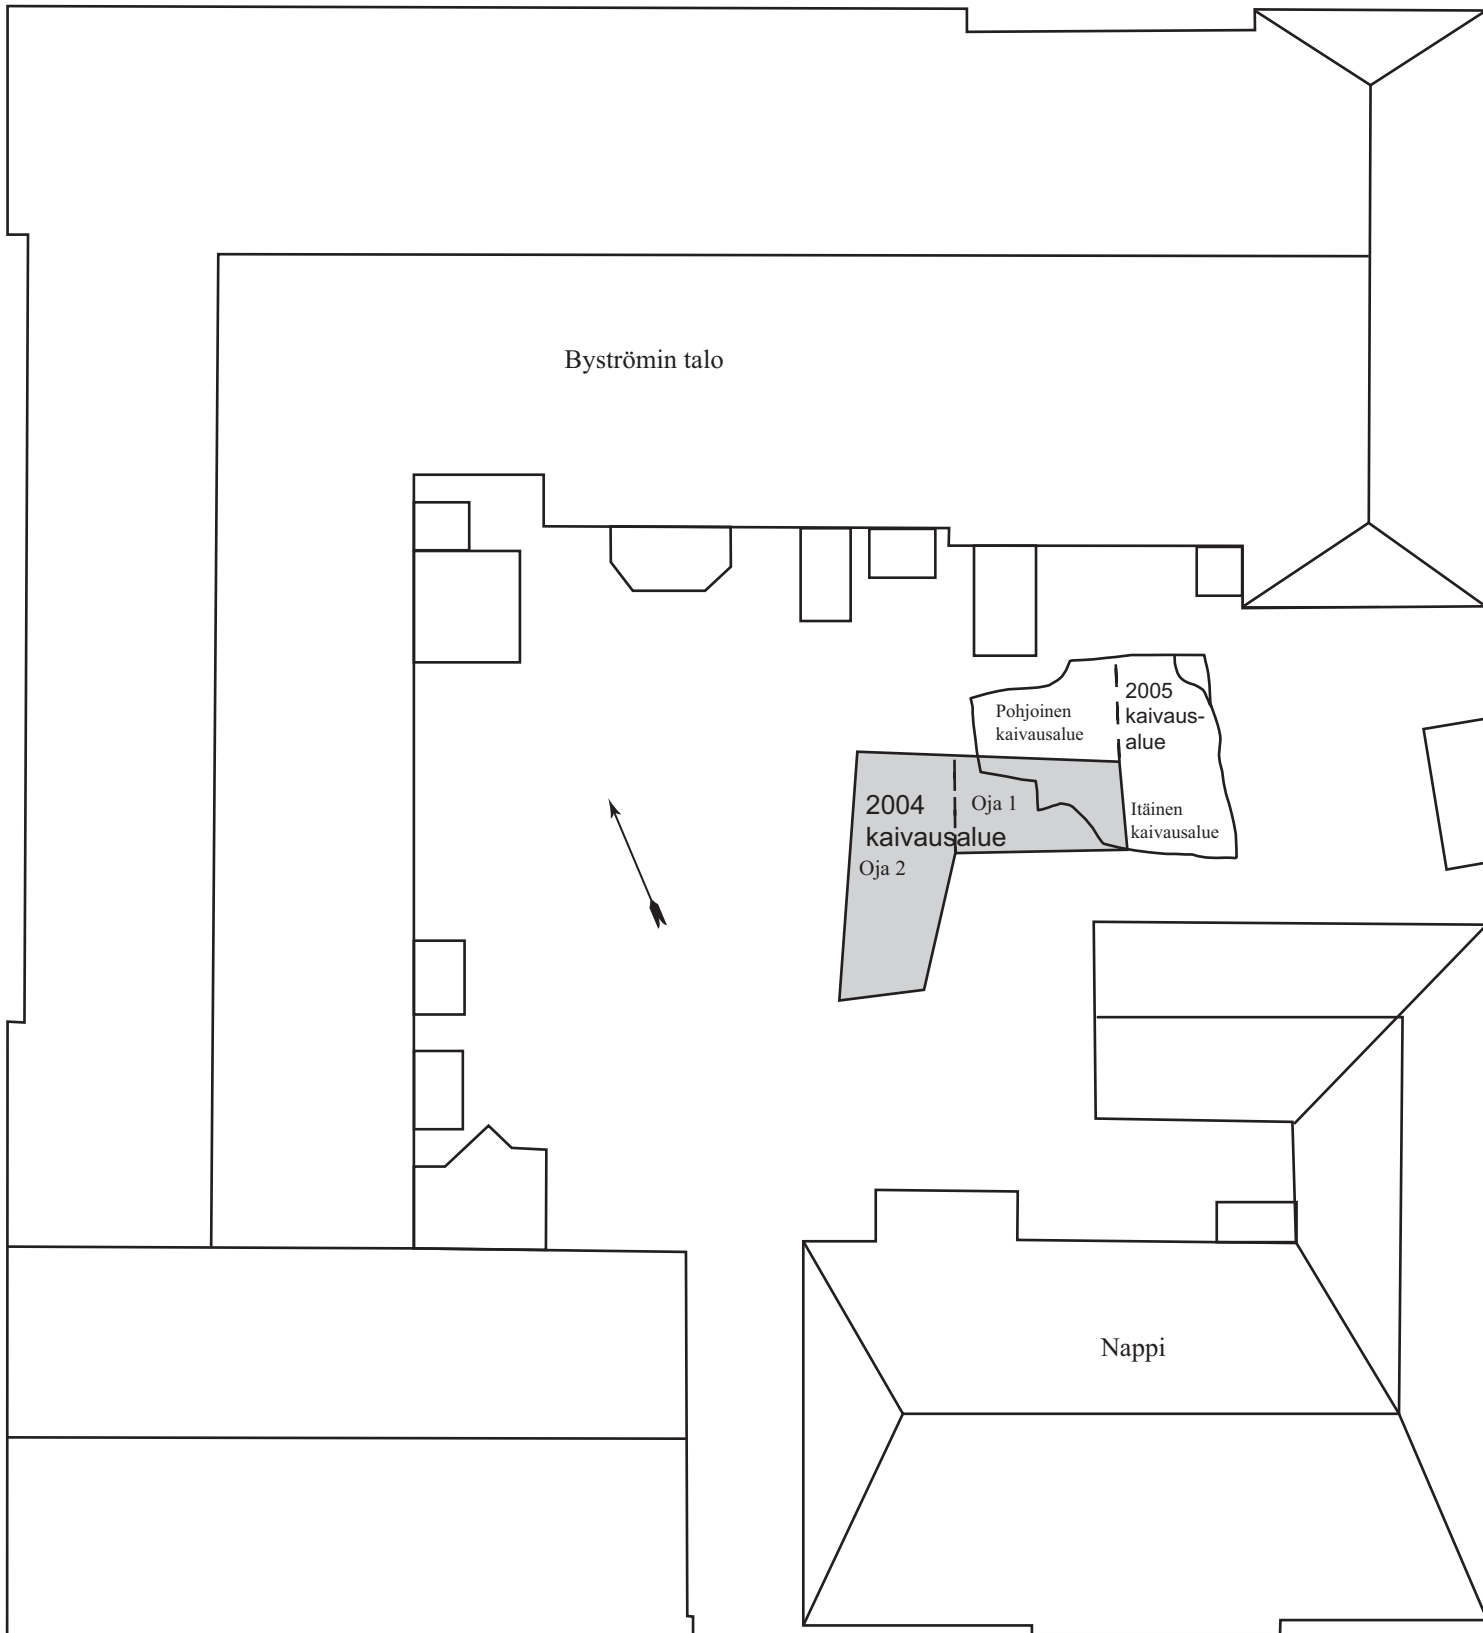 Byströmin talo
2005
kaivaus-
alue
Pohjoinen
kaivausalue
2004
kaivausalue
Oja 1
Itäinen
kaivausalue
Oja 2
Nappi